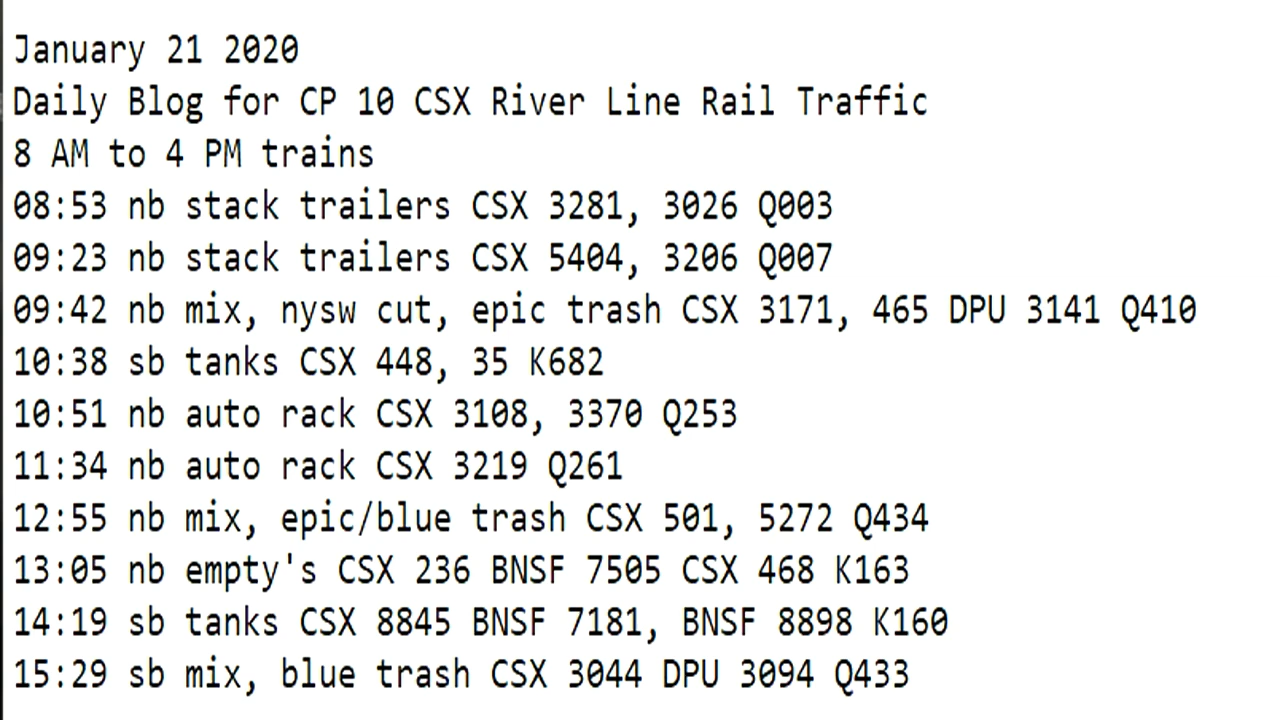 January 21 2020
Daily Blog for CP 10 CSX River Line Rail Traffic
8 AM to 4 PM trains
08:53 nb stack trailers CSX 3281, 3026 Q003
09:23 nb stack trailers CSX 5404, 3206 Q007
09:42 nb mix, nysw cut, epic trash CSX 3171, 465 DPU 3141 Q410
10:38 sb tanks CSX 448, 35 K682
10:51 nb auto rack CSX 3108, 3370 Q253
11:34 nb auto rack CSX 3219 Q261
12:55 nb mix, epic/blue trash CSX 501, 5272 Q434
13:05 nb empty's CSX 236 BNSF 7505 CSX 468 K163
14:19 sb tanks CSX 8845 BNSF 7181, BNSF 8898 K160
15:29 sb mix, blue trash CSX 3044 DPU 3094 Q433